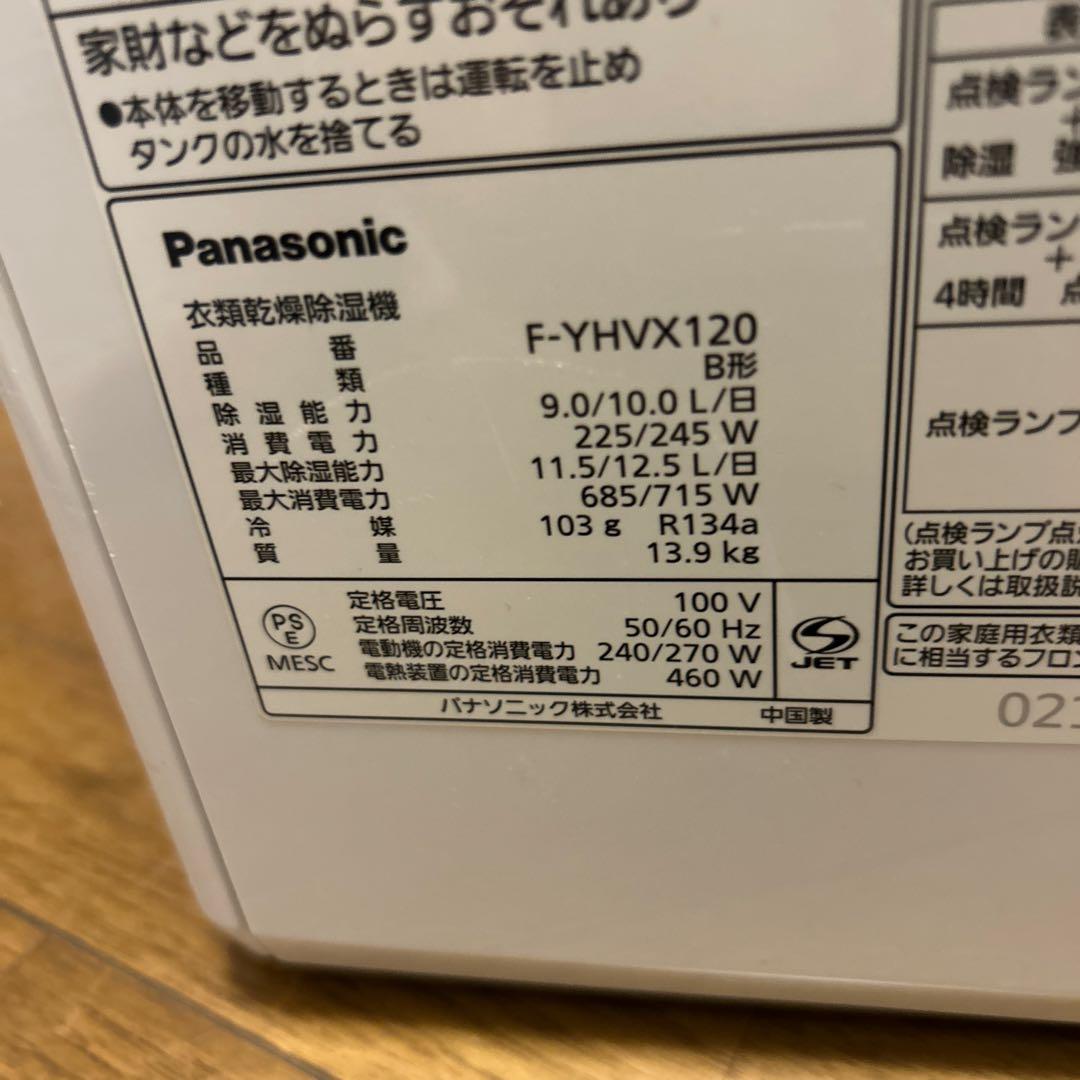 家財などをぬらすおそれあり
●本体を移動するときは運転を止め
タンクの水を捨てる
Panasonic
衣類乾燥除湿機
品 番 F-YHVX120
種 類 B形
除湿能力 9.0/10.0 L/日
消費電力 225/245 W
最大除湿能力 11.5/12.5 L/日
最大消費電力 685/715 W
冷 媒 103 g R134a
質 量 13.9 kg
PS
E
MESC
定格電圧 100 V
定格周波数 50/60 Hz
電動機の定格消費電力 240/270 W
電熱装置の定格消費電力 460 W
JET
パナソニック株式会社 中国製
表
点検ラン
+
除湿 強
点検ラン
+
4時間 点
点検ランプ
(点検ランプ点
お買い上げの販
詳しくは取扱説
この家庭用衣類
に相当するフロン
021